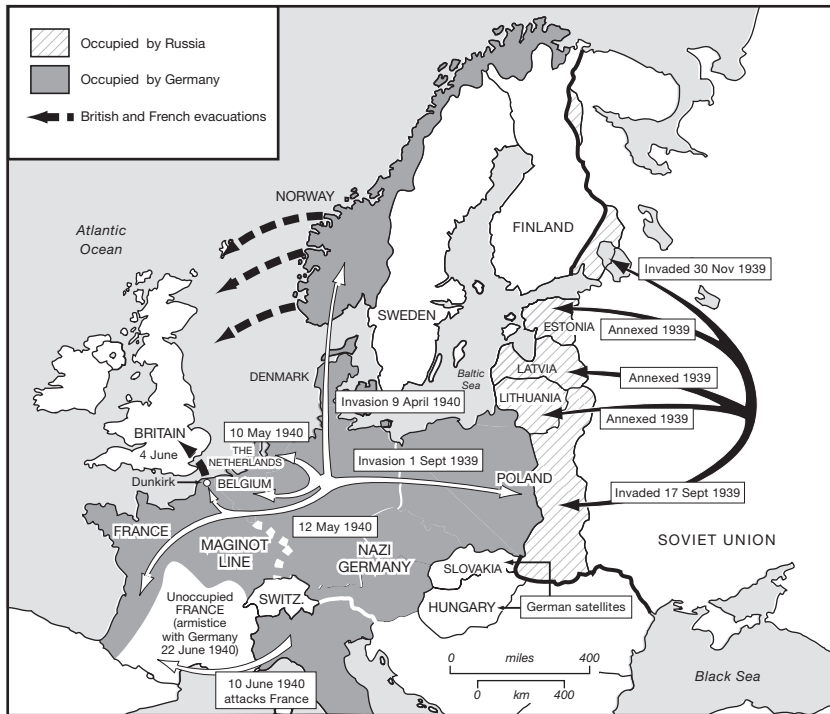 Occupied by Russia
Occupied by Germany
British and French evacuations
Atlantic
Ocean
NORWAY
FINLAND
SWEDEN
Invaded 30 Nov 1939
ESTONIA
Annexed 1939
LATVIA
Annexed 1939
LITHUANIA
Annexed 1939
Baltic
Sea
DENMARK
Invasion 9 April 1940
BRITAIN
4 June
10 May 1940
THE
NETHERLANDS
Dunkirk
BELGIUM
Invasion 1 Sept 1939
POLAND
Invaded 17 Sept 1939
FRANCE
12 May 1940
MAGINOT
LINE
NAZI
GERMANY
SOVIET UNION
SLOVAKIA
HUNGARY
German satellites
SWITZ.
Unoccupied
FRANCE
(armistice
with Germany
22 June 1940)
10 June 1940
attacks France
0 miles 400
0 km 400
Black Sea